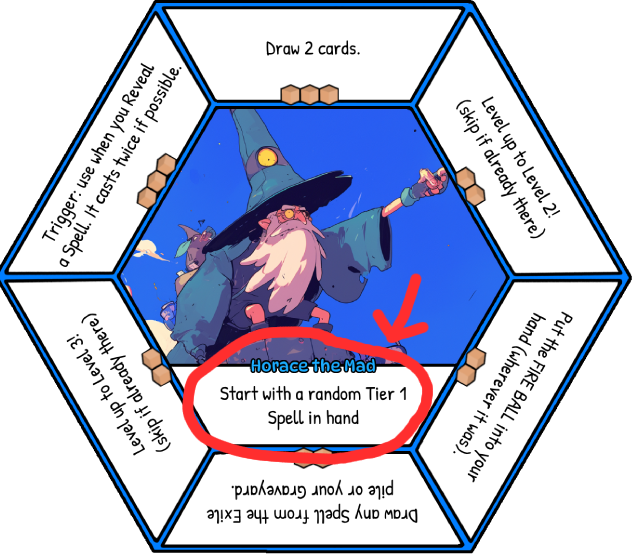 Draw 2 cards.
Level up to Level 2!
(skip if already there)
Put the FIRE BALL into your
hand (wherever it was).
Draw any Spell from the Exile
pile or your Graveyard.
Level up to Level 3!
(skip if already there)
Trigger: use when you Reveal
a Spell. It casts twice if possible.
Horace the Mad
Start with a random Tier 1
Spell in hand